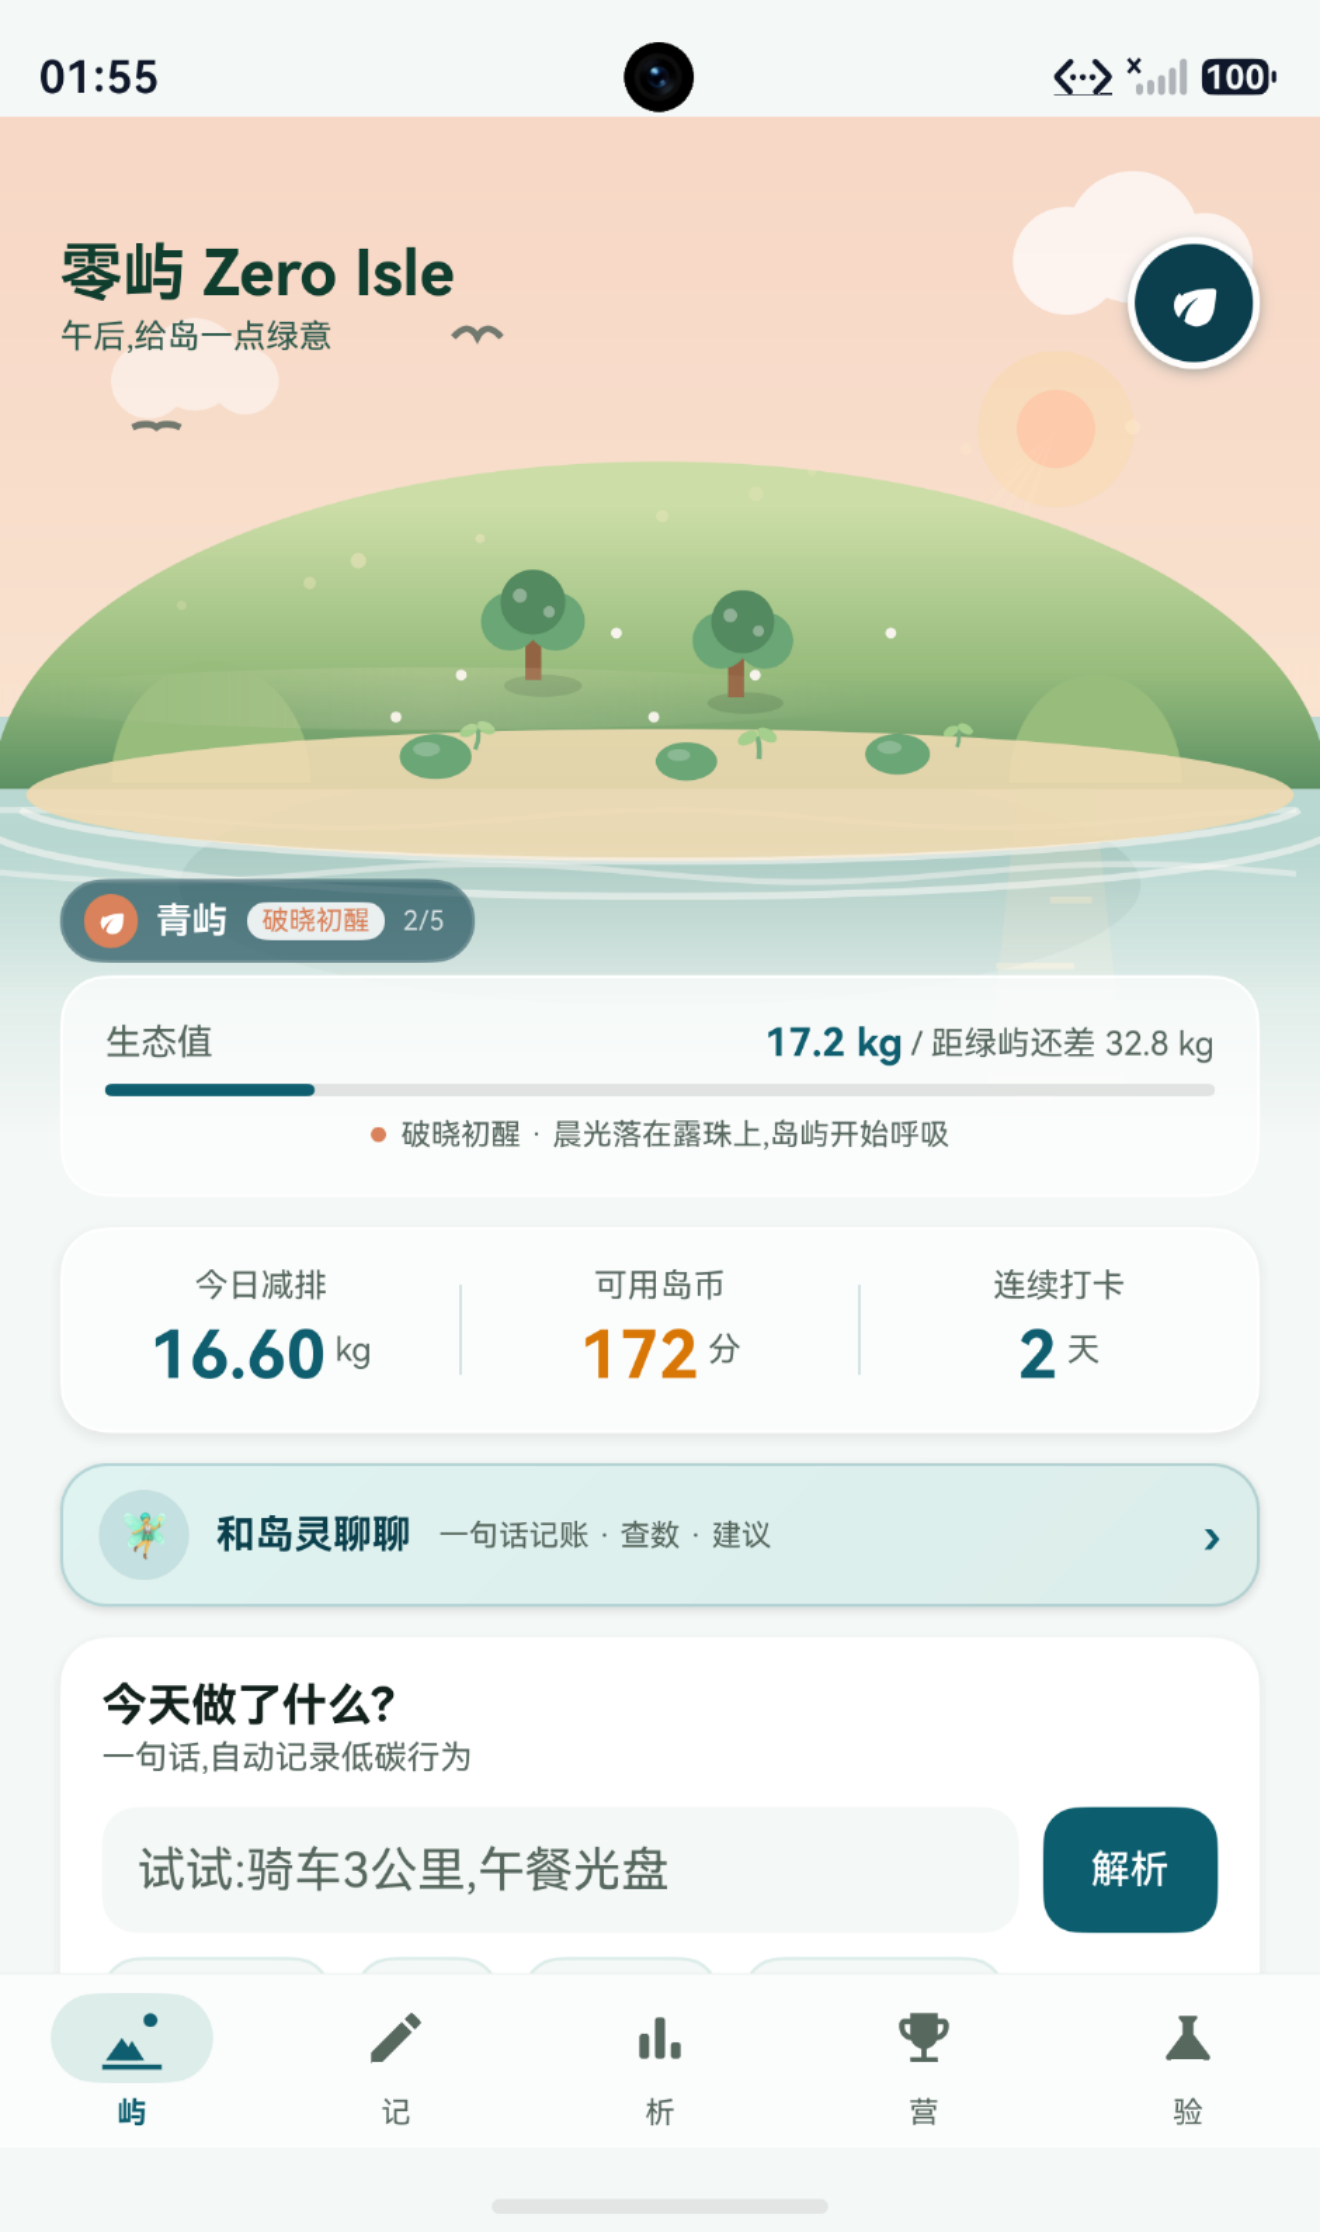 01:55
100
零屿 Zero Isle
午后,给岛一点绿意
青屿 破晓初醒 2/5
生态值 17.2 kg / 距绿屿还差 32.8 kg
破晓初醒 · 晨光落在露珠上,岛屿开始呼吸
今日减排 可用岛币 连续打卡
16.60 kg 172 分 2 天
和岛灵聊聊 一句话记账 · 查数 · 建议
今天做了什么?
一句话,自动记录低碳行为
试试:骑车3公里,午餐光盘 解析
屿 记 析 营 验